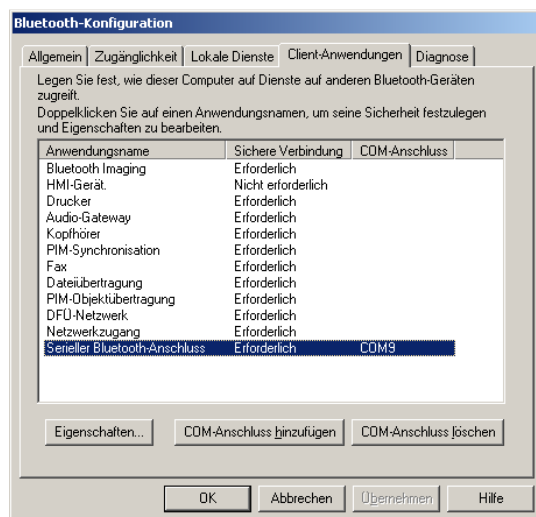 Bluetooth-Konfiguration
Allgemein Zugänglichkeit Lokale Dienste Client-Anwendungen Diagnose
Legen Sie fest, wie dieser Computer auf Dienste auf anderen Bluetooth-Geräten
zugreift.
Doppelklicken Sie auf einen Anwendungsnamen, um seine Sicherheit festzulegen
und Eigenschaften zu bearbeiten.
Anwendungsname Sichere Verbindung COM-Anschluss
Bluetooth Imaging Erforderlich
HMI-Gerät. Nicht erforderlich
Drucker Erforderlich
Audio-Gateway Erforderlich
Kopfhörer Erforderlich
PIM-Synchronisation Erforderlich
Fax Erforderlich
Dateiübertragung Erforderlich
PIM-Objektübertragung Erforderlich
DFÜ-Netzwerk Erforderlich
Netzwerkzugang Erforderlich
Serieller Bluetooth-Anschluss Erforderlich COM9
Eigenschaften... COM-Anschluss hinzufügen COM-Anschluss löschen
OK Abbrechen Übernehmen Hilfe